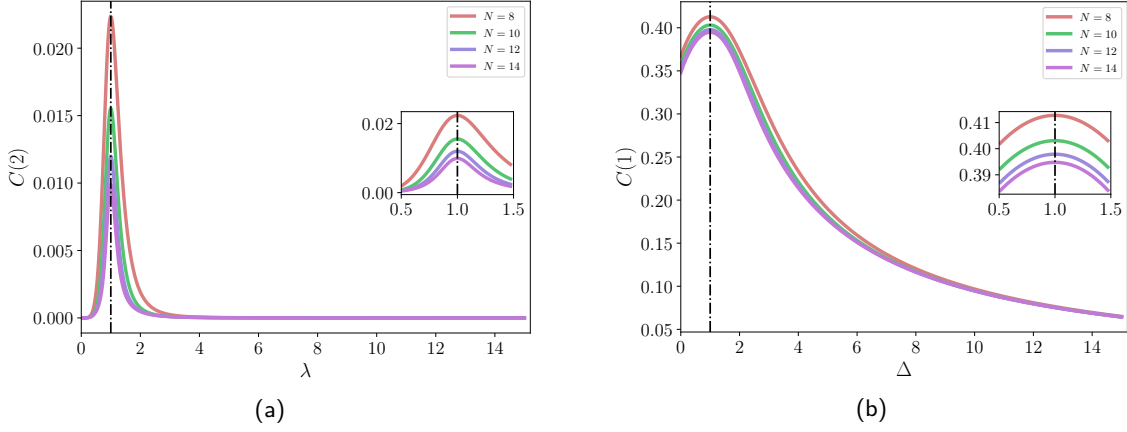 N = 8
N = 10
N = 12
N = 14
0.020
0.015
0.010
0.005
0.000
C(2)
0 2 4 6 8 10 12 14
λ
0.02
0.00
0.5 1.0 1.5
(a)
N = 8
N = 10
N = 12
N = 14
0.40
0.35
0.30
0.25
0.20
0.15
0.10
0.05
C(1)
0 2 4 6 8 10 12 14
Δ
0.41
0.40
0.39
0.5 1.0 1.5
(b)